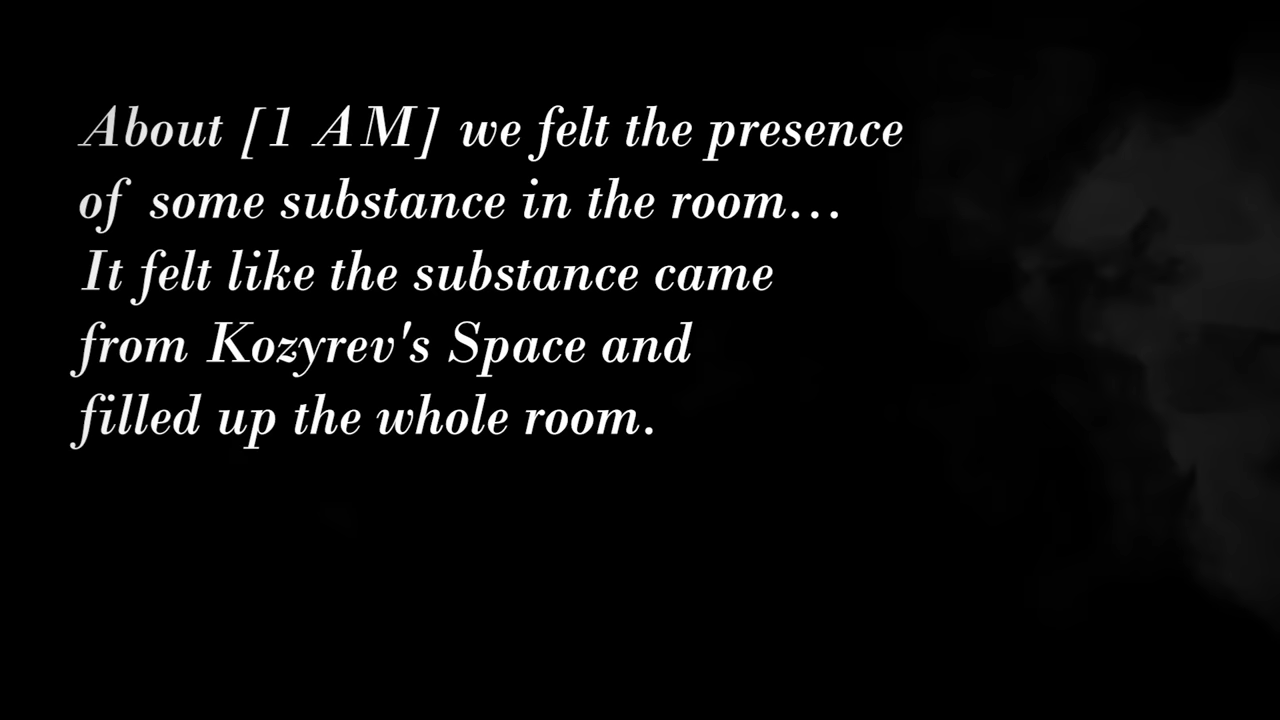 About [1 AM] we felt the presence
of some substance in the room...
It felt like the substance came
from Kozyrev's Space and
filled up the whole room.